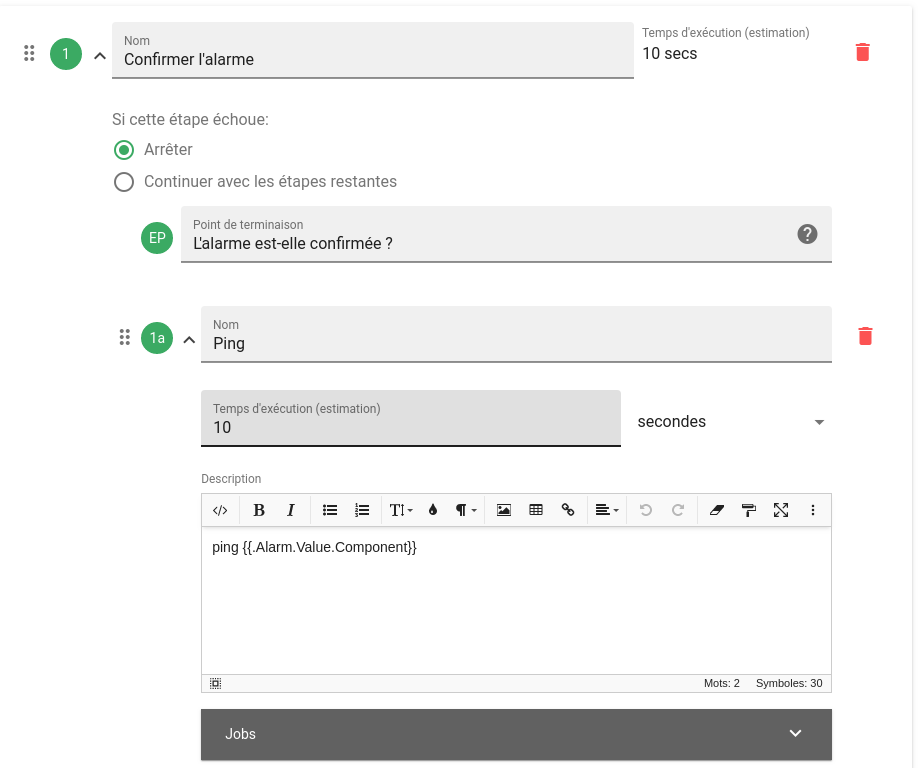 1
Nom
Confirmer l'alarme
Temps d'exécution (estimation)
10 secs
Si cette étape échoue:
Arrêter
Continuer avec les étapes restantes
EP
Point de terminaison
L'alarme est-elle confirmée ?
1a
Nom
Ping
Temps d'exécution (estimation)
10
secondes
Description
ping {{.Alarm.Value.Component}}
Mots: 2 Symboles: 30
Jobs